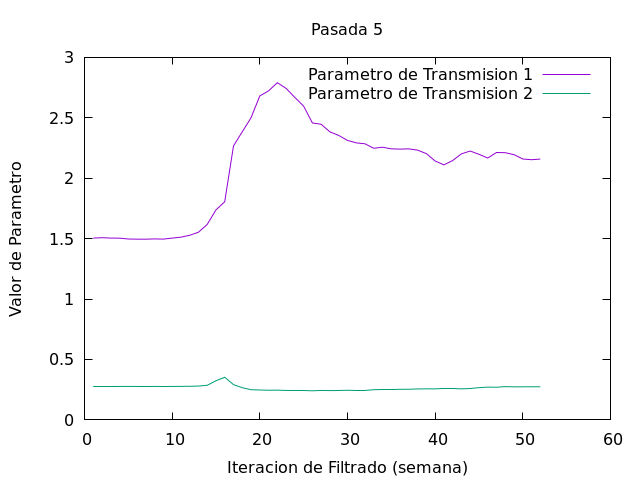 Pasada 5
Parametro de Transmision 1
Parametro de Transmision 2
3
2.5
2
1.5
1
0.5
0
Valor de Parametro
0 10 20 30 40 50 60
Iteracion de Filtrado (semana)